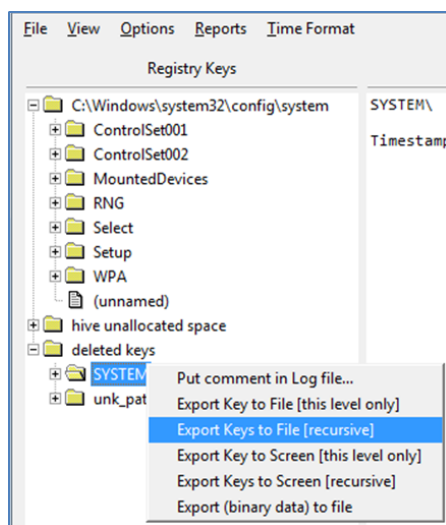 File View Options Reports Time Format
Registry Keys
C:\Windows\system32\config\system
SYSTEM\
ControlSet001
Timestamp
ControlSet002
MountedDevices
RNG
Select
Setup
WPA
(unnamed)
hive unallocated space
deleted keys
SYSTEM
Put comment in Log file...
unk_pat
Export Key to File [this level only]
Export Keys to File [recursive]
Export Key to Screen [this level only]
Export Keys to Screen [recursive]
Export (binary data) to file